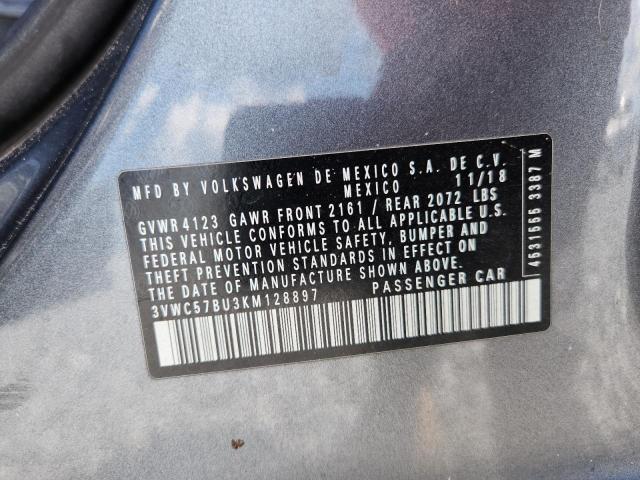 MFD BY VOLKSWAGEN DE MEXICO S.A. DE C.V.
MEXICO 11/18
GVWR 4123 GAWR FRONT 2161 / REAR 2072 LBS
THIS VEHICLE CONFORMS TO ALL APPLICABLE U.S.
FEDERAL MOTOR VEHICLE SAFETY, BUMPER AND
THEFT PREVENTION STANDARDS IN EFFECT ON
THE DATE OF MANUFACTURE SHOWN ABOVE.
3VWC57BU3KM128897 PASSENGER CAR
4531555 3387 M